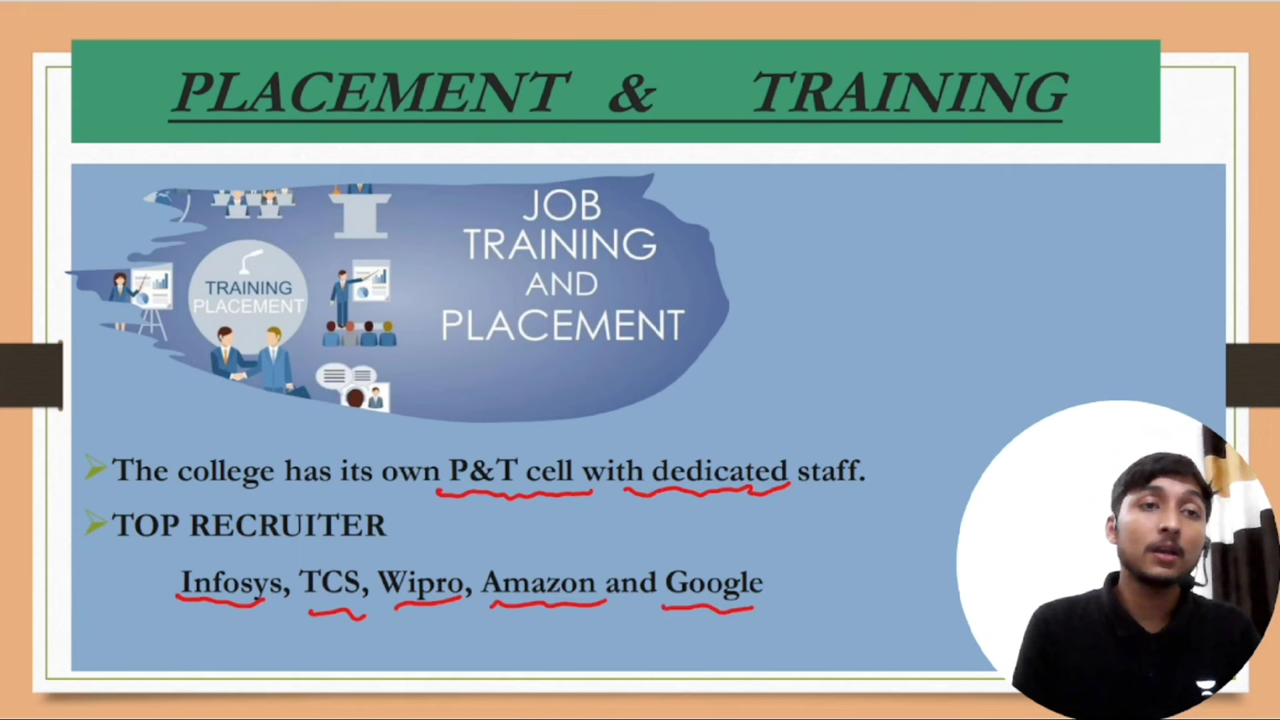 PLACEMENT & TRAINING
JOB
TRAINING
AND
PLACEMENT
TRAINING
PLACEMENT
The college has its own P&T cell with dedicated staff.
TOP RECRUITER
Infosys, TCS, Wipro, Amazon and Google